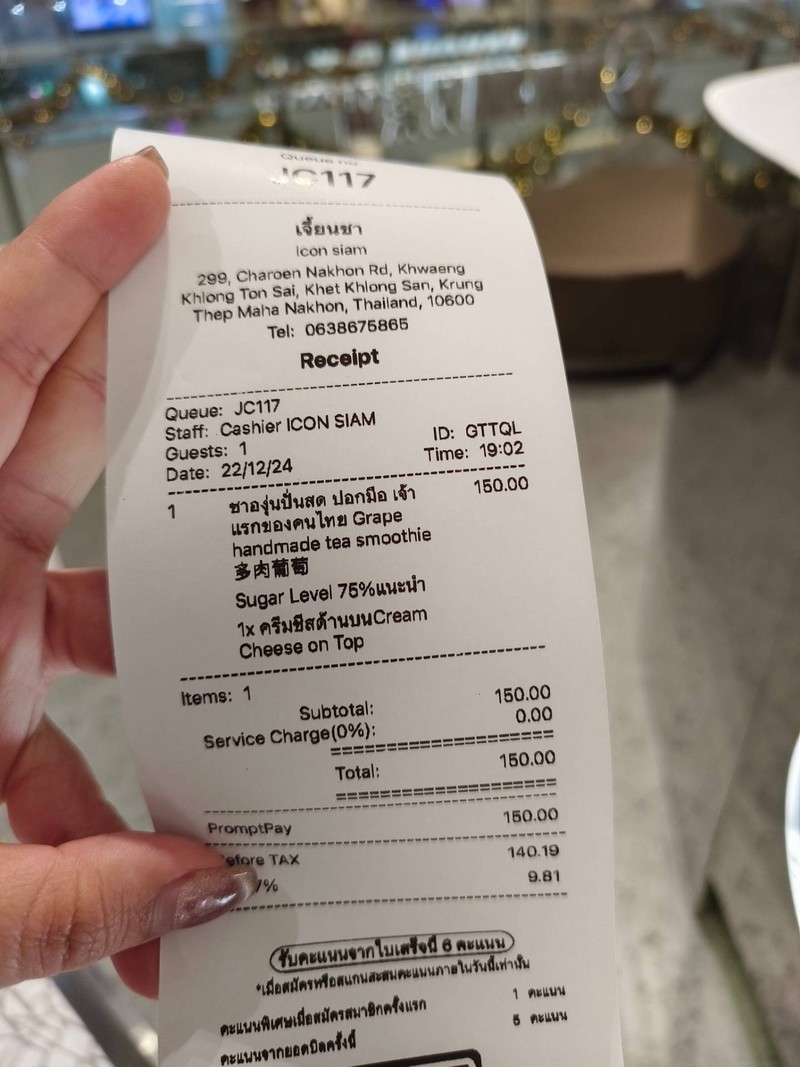 Queue no.
JC117
เจี้ยนชา
Icon siam
299, Charoen Nakhon Rd, Khwaeng
Khlong Ton Sai, Khet Khlong San, Krung
Thep Maha Nakhon, Thailand, 10600
Tel: 0638675865
Receipt
Queue: JC117
Staff: Cashier ICON SIAM
Guests: 1 ID: GTTQL
Date: 22/12/24 Time: 19:02
1 ชาองุ่นปั่นสด ปอกมือ เจ้า 150.00
แรกของคนไทย Grape
handmade tea smoothie
多肉葡萄
Sugar Level 75%แนะนำ
1x ครีมชีสด้านบนCream
Cheese on Top
Items: 1
Subtotal: 150.00
Service Charge(0%): 0.00
Total: 150.00
PromptPay 150.00
efore TAX 140.19
7% 9.81
รับคะแนนจากใบเสร็จนี้ 6 คะแนน
*เมื่อสมัครหรือสแกนสะสมคะแนนภายในวันนี้เท่านั้น
คะแนนพิเศษเมื่อสมัครสมาชิกครั้งแรก 1 คะแนน
คะแนนจากยอดบิลครั้งนี้ 5 คะแนน